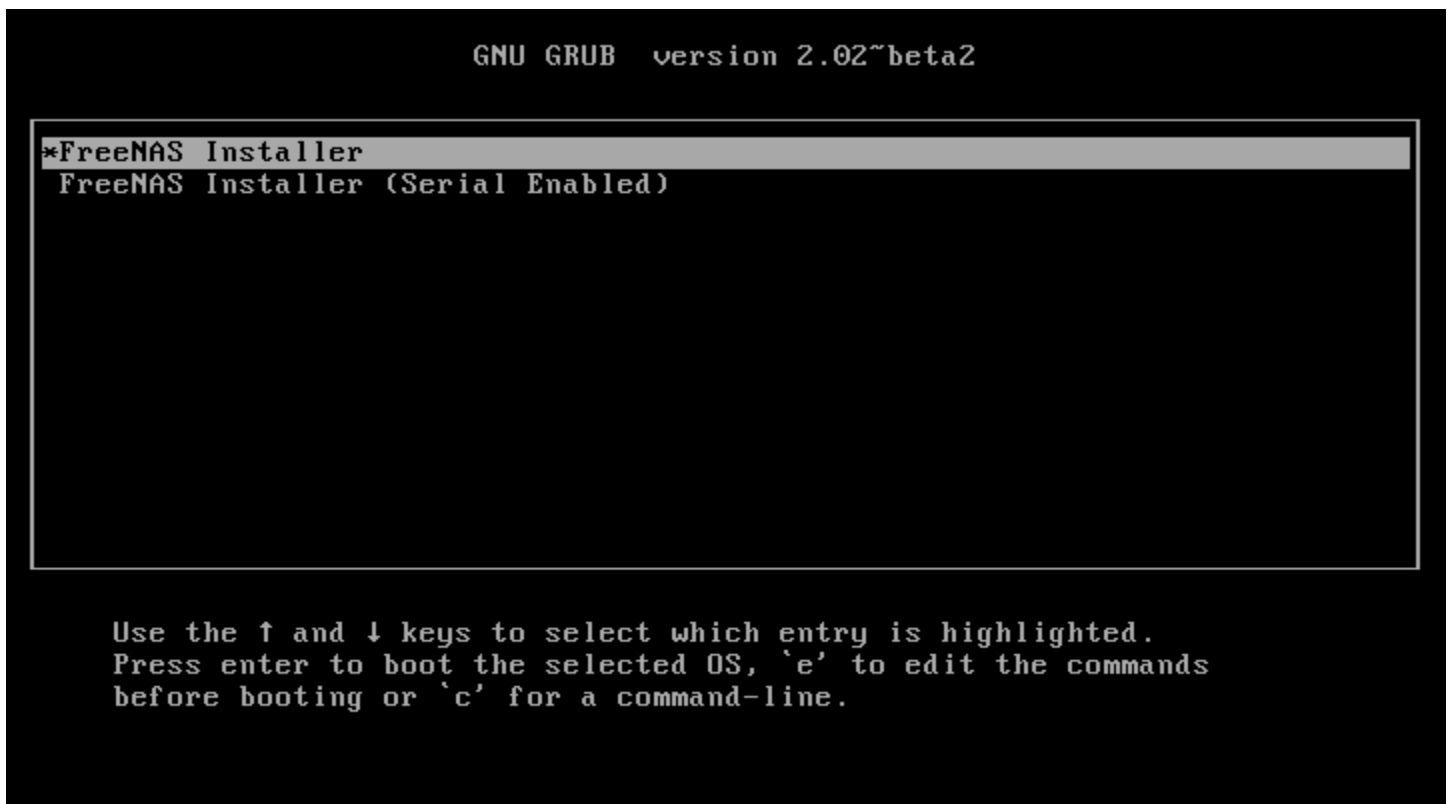 GNU GRUB version 2.02~beta2
*FreeNAS Installer
FreeNAS Installer (Serial Enabled)
Use the ↑ and ↓ keys to select which entry is highlighted.
Press enter to boot the selected OS, `e' to edit the commands
before booting or `c' for a command-line.